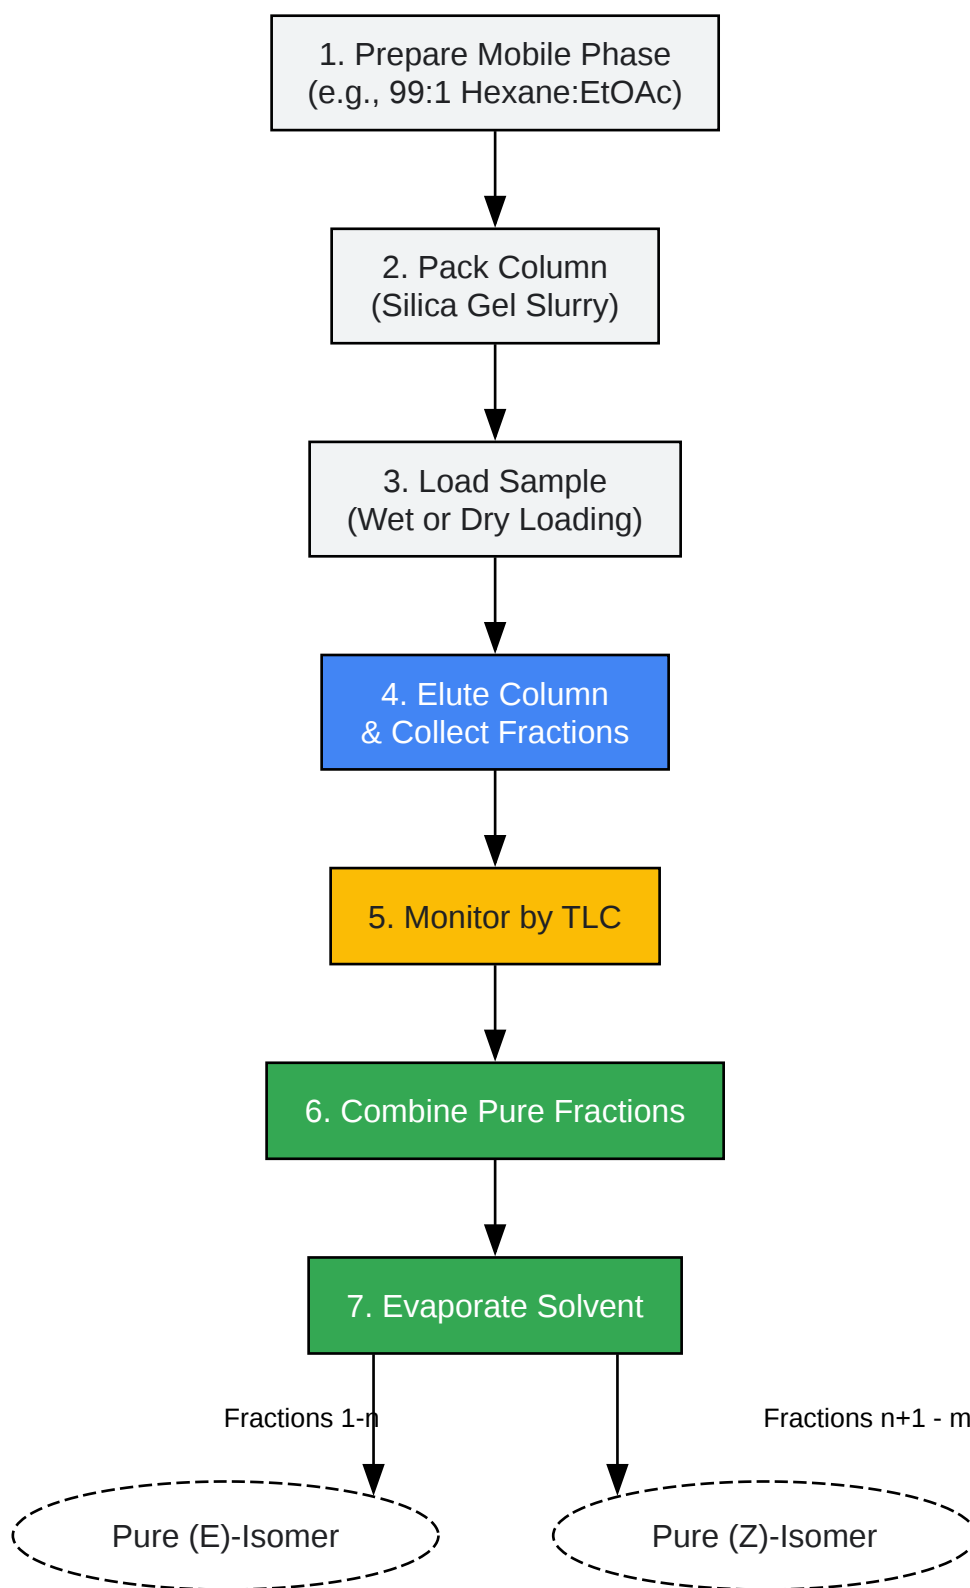 1. Prepare Mobile Phase
(e.g., 99:1 Hexane:EtOAc)
2. Pack Column
(Silica Gel Slurry)
3. Load Sample
(Wet or Dry Loading)
4. Elute Column
& Collect Fractions
5. Monitor by TLC
6. Combine Pure Fractions
7. Evaporate Solvent
Fractions 1-n
Fractions n+1 - m
Pure (E)-Isomer
Pure (Z)-Isomer